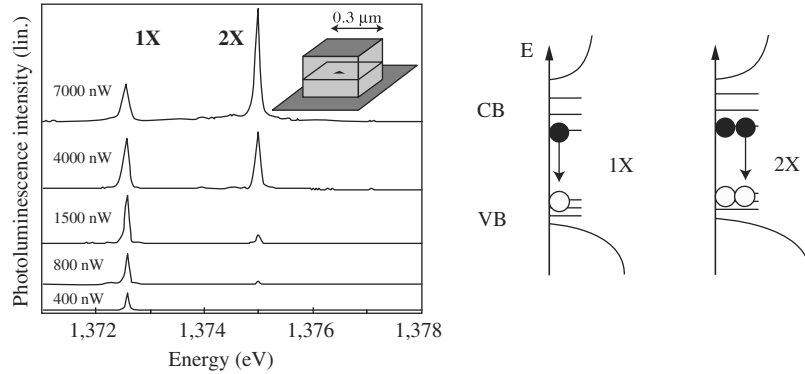 Photoluminescence intensity (lin.)
1X
2X
0.3 µm
7000 nW
4000 nW
1500 nW
800 nW
400 nW
1,372
1,374
1,376
1,378
Energy (eV)
E
CB
VB
1X
2X